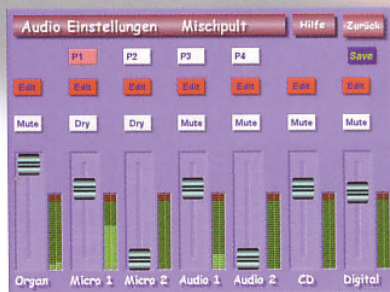 Audio Einstellungen Mischpult Hilfe Zurück
P1 P2 P3 P4 Save
Edit Edit Edit Edit Edit Edit Edit
Mute Dry Dry Mute Mute Mute Mute
Organ Micro 1 Micro 2 Audio 1 Audio 2 CD Digital